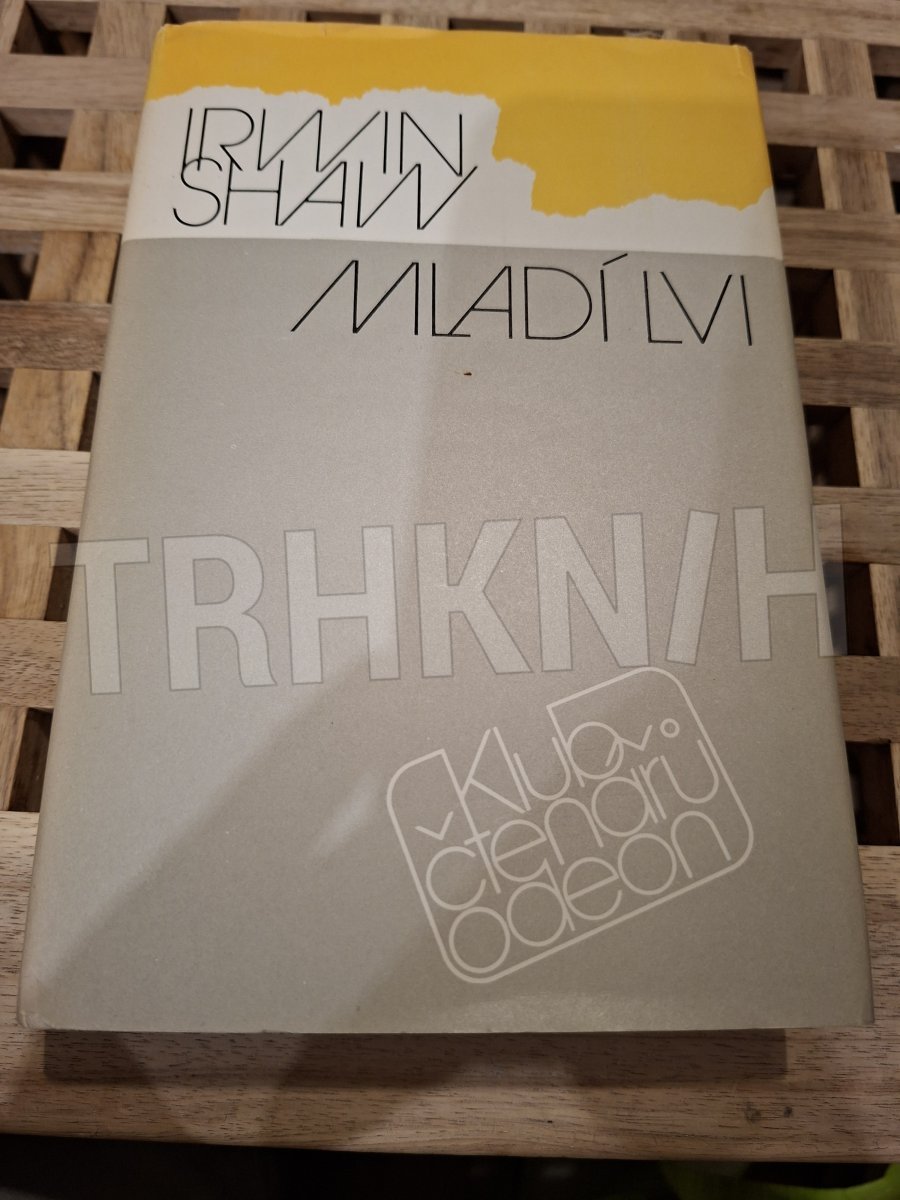 IRWIN
SHAW
MLADÍ LVI
TRHKNIH
Klub
čtenářů
odeon